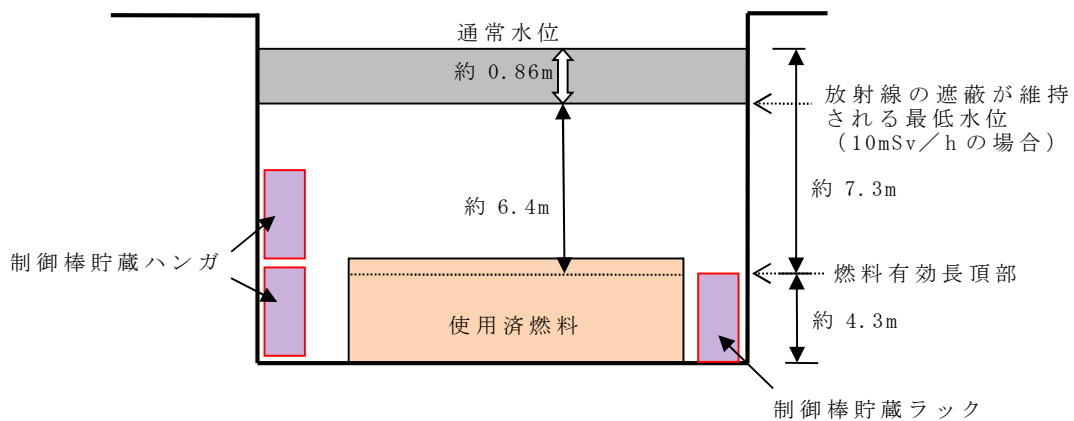 通常水位
約 0.86m
放射線の遮蔽が維持
される最低水位
（10mSv／hの場合）
約 7.3m
約 6.4m
制御棒貯蔵ハンガ
燃料有効長頂部
使用済燃料
約 4.3m
制御棒貯蔵ラック